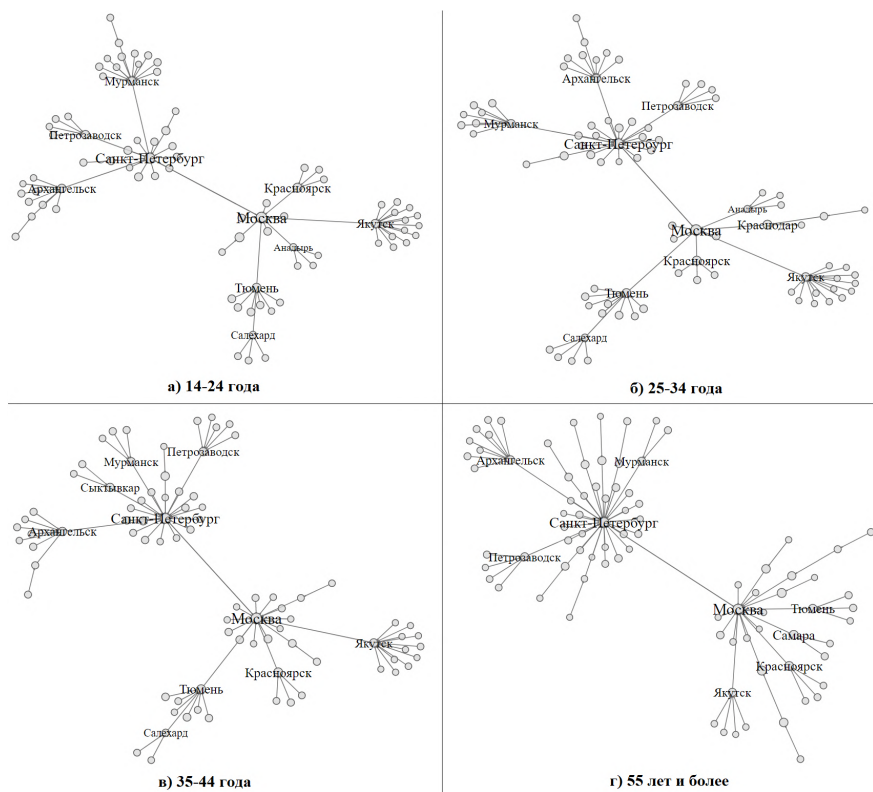 Мурманск
Петрозаводск
Санкт-Петербург
Архангельск
Красноярск
Москва
Якутск
Анадырь
Тюмень
Салехард
а) 14-24 года
Архангельск
Петрозаводск
Мурманск
Санкт-Петербург
Анадырь
Краснодар
Москва
Красноярск
Якутск
Тюмень
Салехард
б) 25-34 года
Петрозаводск
Мурманск
Сыктывкар
Санкт-Петербург
Архангельск
Москва
Якутск
Красноярск
Тюмень
Салехард
в) 35-44 года
Архангельск
Мурманск
Санкт-Петербург
Петрозаводск
Москва
Тюмень
Самара
Красноярск
Якутск
г) 55 лет и более